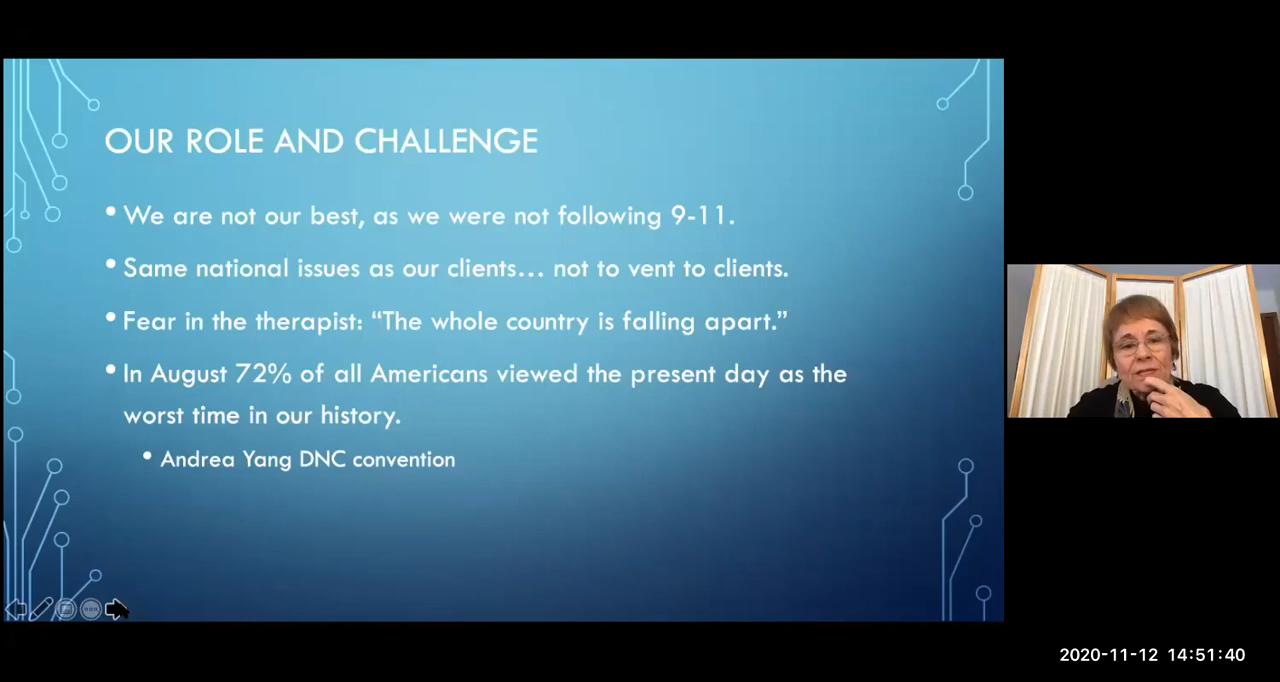 OUR ROLE AND CHALLENGE
• We are not our best, as we were not following 9-11.
• Same national issues as our clients… not to vent to clients.
• Fear in the therapist: “The whole country is falling apart.”
• In August 72% of all Americans viewed the present day as the
worst time in our history.
• Andrea Yang DNC convention
2020-11-12 14:51:40